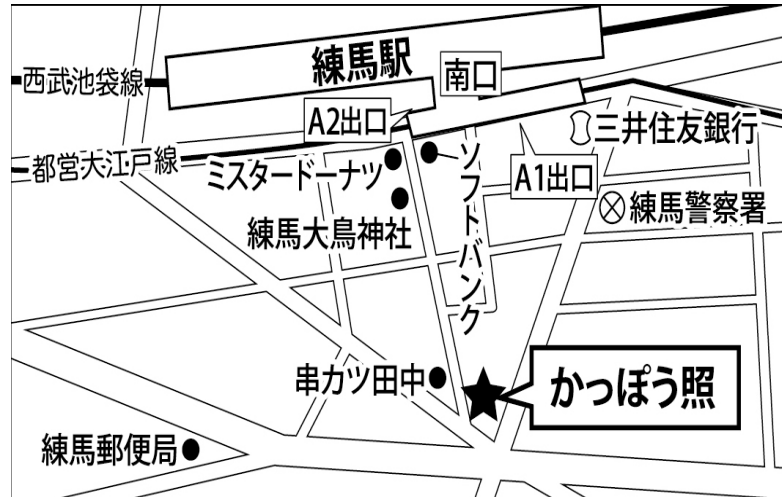 練馬駅
南口
西武池袋線
A2出口
三井住友銀行
都営大江戸線
ミスタードーナツ
ソフトバンク
A1出口
練馬警察署
練馬大鳥神社
串カツ田中
かっぽう照
練馬郵便局